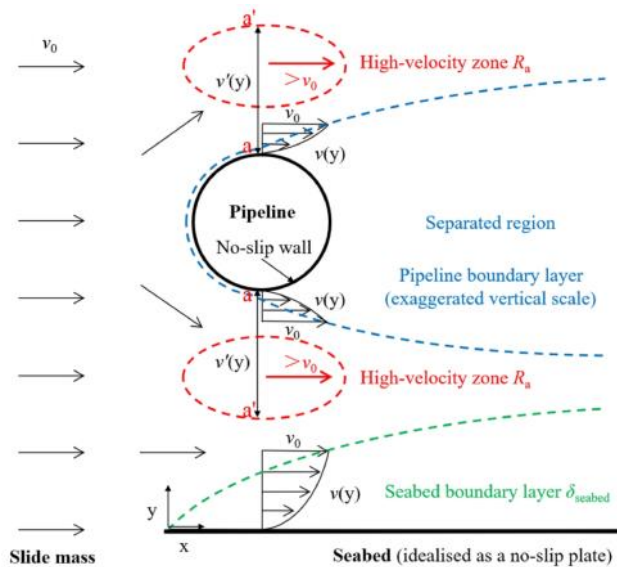 a'
v₀
High-velocity zone Rₐ
>v₀
v'(y)
v₀
a
v(y)
Pipeline
Separated region
No-slip wall
Pipeline boundary layer
(exaggerated vertical scale)
a
v(y)
v₀
v'(y)
>v₀
High-velocity zone Rₐ
a'
v₀
v(y)
Seabed boundary layer δseabed
y
x
Slide mass
Seabed (idealised as a no-slip plate)